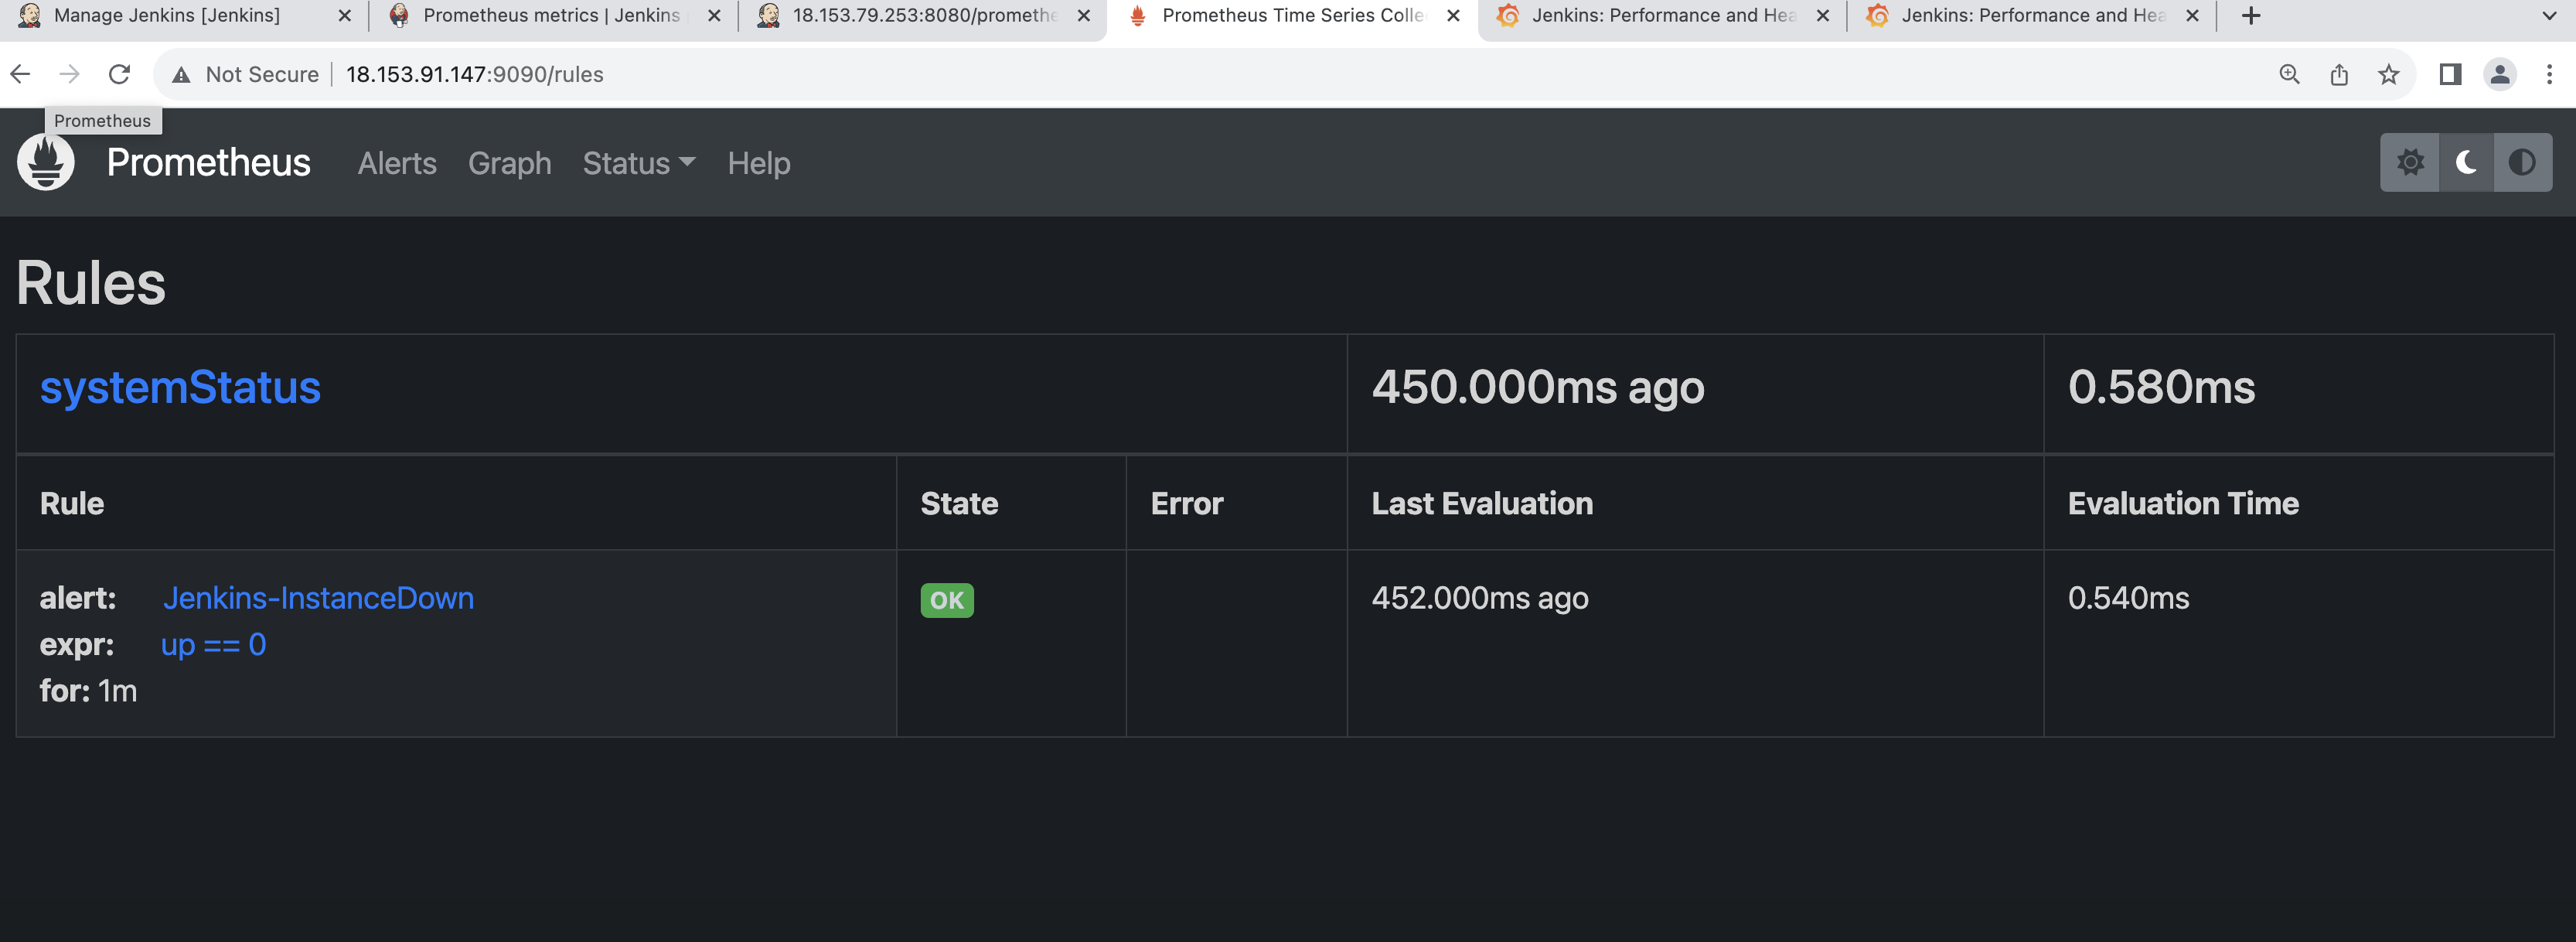 Manage Jenkins [Jenkins]
Prometheus metrics | Jenkins
18.153.79.253:8080/promethe
Prometheus Time Series Colle
Jenkins: Performance and Hea
Jenkins: Performance and Hea
Not Secure
18.153.91.147:9090/rules
Prometheus
Prometheus Alerts Graph Status Help
Rules
systemStatus 450.000ms ago 0.580ms
Rule State Error Last Evaluation Evaluation Time
alert: Jenkins-InstanceDown OK 452.000ms ago 0.540ms
expr: up == 0
for: 1m